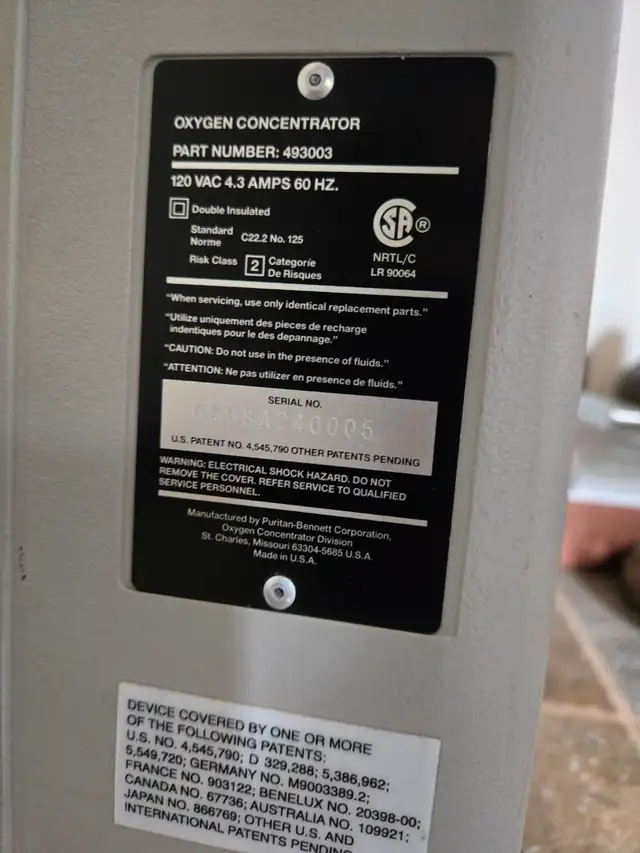 OXYGEN CONCENTRATOR
PART NUMBER: 493003
120 VAC 4.3 AMPS 60 HZ.
Double Insulated
Standard
Norme C22.2 No. 125
Risk Class 2 Categorie
De Risques
SA ®
NRTL/C
LR 90064
"When servicing, use only identical replacement parts."
"Utilize uniquement des pieces de recharge
indentiques pour le des depannage."
"CAUTION: Do not use in the presence of fluids."
"ATTENTION: Ne pas utilizer en presence de fluids."
SERIAL NO.
U.S. PATENT NO. 4,545,790 OTHER PATENTS PENDING
WARNING: ELECTRICAL SHOCK HAZARD. DO NOT
REMOVE THE COVER. REFER SERVICE TO QUALIFIED
SERVICE PERSONNEL.
Manufactured by Puritan-Bennett Corporation,
Oxygen Concentrator Division
St. Charles, Missouri 63304-5685 U.S.A.
Made in U.S.A.
DEVICE COVERED BY ONE OR MORE
OF THE FOLLOWING PATENTS:
U.S. NO. 4,545,790; D 329,288; 5,386,962;
5,549,720; GERMANY NO. M9003389.2;
FRANCE NO. 903122; BENELUX NO. 20398-00;
CANADA NO. 67736; AUSTRALIA NO. 109921;
JAPAN NO. 866769; OTHER U.S. AND
INTERNATIONAL PATENTS PENDING